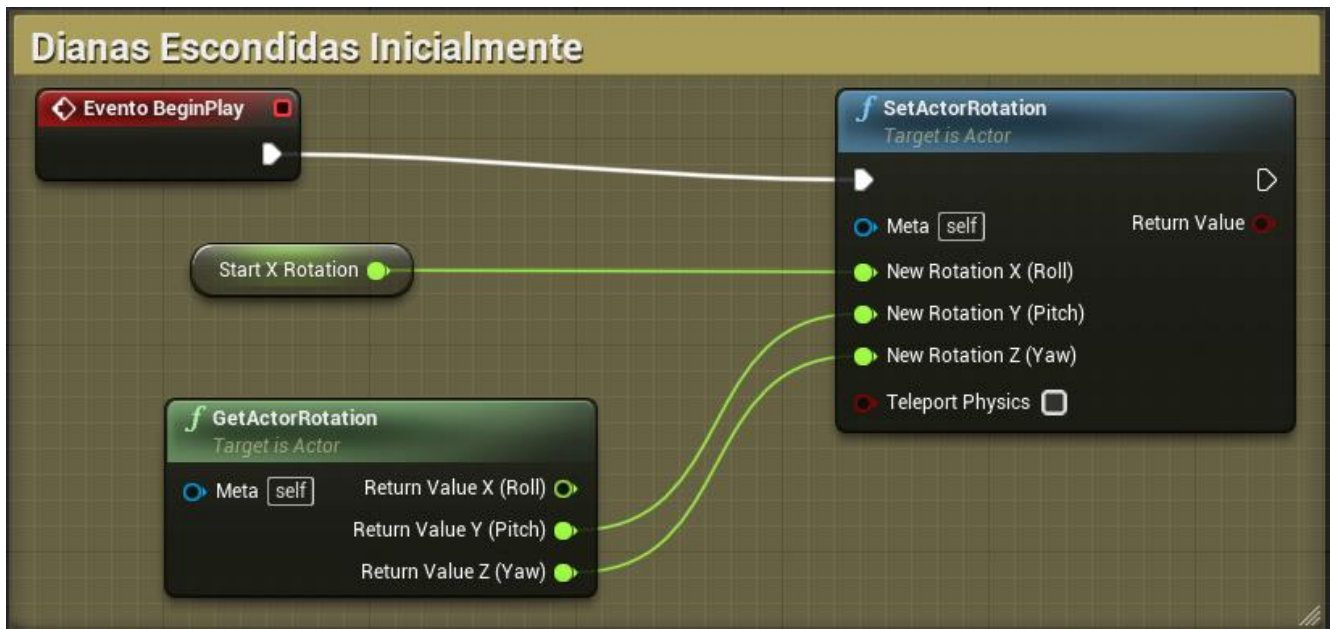 Dianas Escondidas Inicialmente
Evento BeginPlay
SetActorRotation
Target is Actor
Meta self
Return Value
Start X Rotation
New Rotation X (Roll)
New Rotation Y (Pitch)
New Rotation Z (Yaw)
Teleport Physics
GetActorRotation
Target is Actor
Meta self
Return Value X (Roll)
Return Value Y (Pitch)
Return Value Z (Yaw)